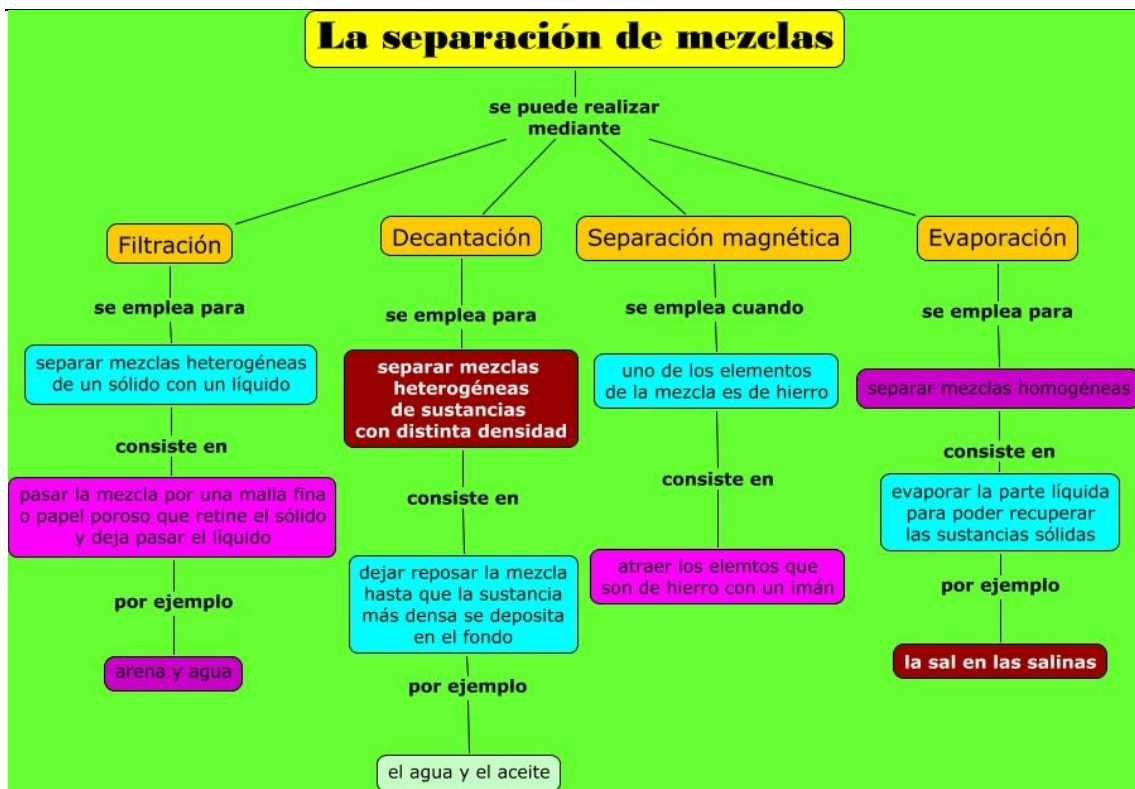 La separación de mezclas
se puede realizar
mediante
Filtración
se emplea para
separar mezclas heterogéneas
de un sólido con un líquido
consiste en
pasar la mezcla por una malla fina
o papel poroso que retine el sólido
y deja pasar el líquido
por ejemplo
arena y agua
Decantación
se emplea para
separar mezclas
heterogéneas
de sustancias
con distinta densidad
consiste en
dejar reposar la mezcla
hasta que la sustancia
más densa se deposita
en el fondo
por ejemplo
el agua y el aceite
Separación magnética
se emplea cuando
uno de los elementos
de la mezcla es de hierro
consiste en
atraer los elemtos que
son de hierro con un imán
Evaporación
se emplea para
separar mezclas homogéneas
consiste en
evaporar la parte líquida
para poder recuperar
las sustancias sólidas
por ejemplo
la sal en las salinas